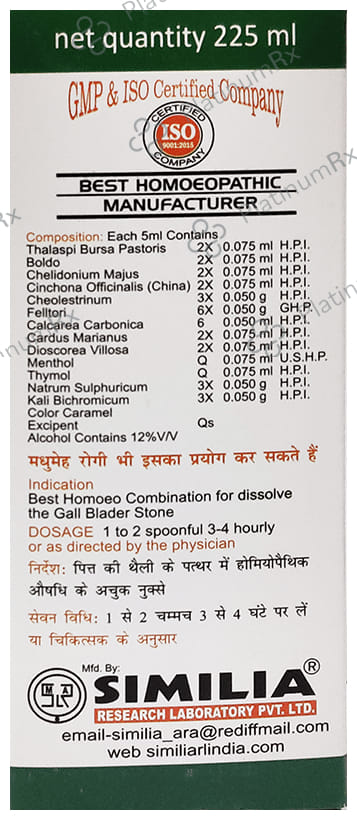 net quantity 225 ml
GMP & ISO Certified Company
CERTIFIED
ISO
9001:2015
COMPANY
BEST HOMOEOPATHIC
MANUFACTURER
Composition: Each 5ml Contains
Thalaspi Bursa Pastoris 2X 0.075 ml H.P.I.
Boldo 2X 0.075 ml H.P.I.
Chelidonium Majus 2X 0.075 ml H.P.I.
Cinchona Officinalis (China) 2X 0.075 ml H.P.I.
Cheolestrinum 3X 0.050 g H.P.I.
Felltori 6X 0.050 g GH.P.
Calcarea Carbonica 6 0.050 ml H.P.I.
Cardus Marianus 2X 0.075 ml H.P.I.
Dioscorea Villosa 2X 0.075 ml H.P.I.
Menthol Q 0.075 ml U.S.H.P.
Thymol Q 0.075 ml H.P.I.
Natrum Sulphuricum 3X 0.050 g H.P.I.
Kali Bichromicum 3X 0.050 g H.P.I.
Color Caramel
Excipent Qs
Alcohol Contains 12%V/V
मधुमेह रोगी भी इसका प्रयोग कर सकते हैं
Indication
Best Homoeo Combination for dissolve
the Gall Blader Stone
DOSAGE 1 to 2 spoonful 3-4 hourly
or as directed by the physician
निर्देश: पित्त की थैली के पत्थर में होमियोपैथिक
औषधि के अचुक नुक्से
सेवन विधि: 1 से 2 चम्मच 3 से 4 घंटे पर लें
या चिकित्सक के अनुसार
Mfd. By:
SIMILIA®
RESEARCH LABORATORY PVT. LTD.
email-similia_ara@rediffmail.com
web similiarlindia.com
PlatinumRx